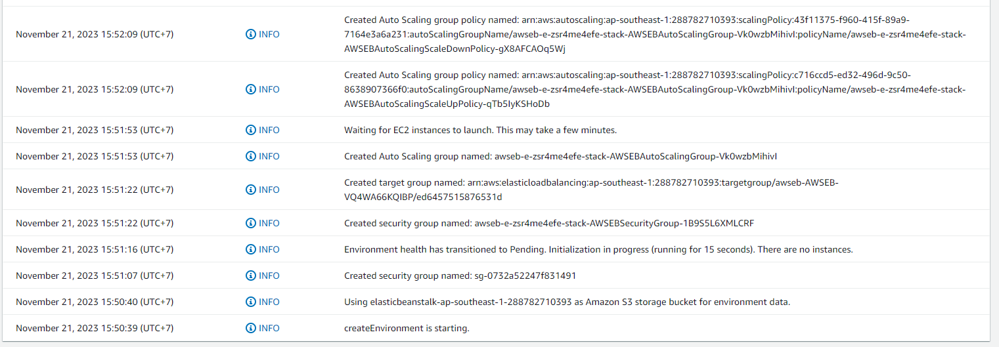 November 21, 2023 15:52:09 (UTC+7)
INFO
Created Auto Scaling group policy named: arn:aws:autoscaling:ap-southeast-1:288782710393:scalingPolicy:43f11375-f960-415f-89a9-
7164e3a6a231:autoScalingGroupName/awseb-e-zsr4me4efe-stack-AWSEBAutoScalingGroup-Vk0wzbMihivI:policyName/awseb-e-zsr4me4efe-stack-
AWSEBAutoScalingScaleDownPolicy-gX8AFCAOq5Wj
November 21, 2023 15:52:09 (UTC+7)
INFO
Created Auto Scaling group policy named: arn:aws:autoscaling:ap-southeast-1:288782710393:scalingPolicy:c716ccd5-ed32-496d-9c50-
8638907366f0:autoScalingGroupName/awseb-e-zsr4me4efe-stack-AWSEBAutoScalingGroup-Vk0wzbMihivI:policyName/awseb-e-zsr4me4efe-stack-
AWSEBAutoScalingScaleUpPolicy-qTb5IyKSHoDb
November 21, 2023 15:51:53 (UTC+7)
INFO
Waiting for EC2 instances to launch. This may take a few minutes.
November 21, 2023 15:51:53 (UTC+7)
INFO
Created Auto Scaling group named: awseb-e-zsr4me4efe-stack-AWSEBAutoScalingGroup-Vk0wzbMihivI
November 21, 2023 15:51:22 (UTC+7)
INFO
Created target group named: arn:aws:elasticloadbalancing:ap-southeast-1:288782710393:targetgroup/awseb-AWSEB-
VQ4WA66KQIBP/ed6457515876531d
November 21, 2023 15:51:22 (UTC+7)
INFO
Created security group named: awseb-e-zsr4me4efe-stack-AWSEBSecurityGroup-1B9S5L6XMLCRF
November 21, 2023 15:51:16 (UTC+7)
INFO
Environment health has transitioned to Pending. Initialization in progress (running for 15 seconds). There are no instances.
November 21, 2023 15:51:07 (UTC+7)
INFO
Created security group named: sg-0732a52247f831491
November 21, 2023 15:50:40 (UTC+7)
INFO
Using elasticbeanstalk-ap-southeast-1-288782710393 as Amazon S3 storage bucket for environment data.
November 21, 2023 15:50:39 (UTC+7)
INFO
createEnvironment is starting.